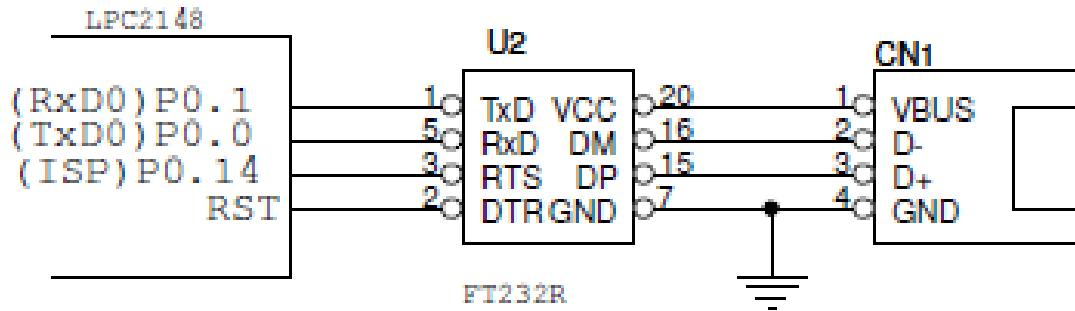 LPC2148
U2
CN1
(RxD0)P0.1 1 TxD VCC 20 1 VBUS
(TxD0)P0.0 5 RxD DM 16 2 D-
(ISP)P0.14 3 RTS DP 15 3 D+
RST 2 DTR GND 7 4 GND
FT232R